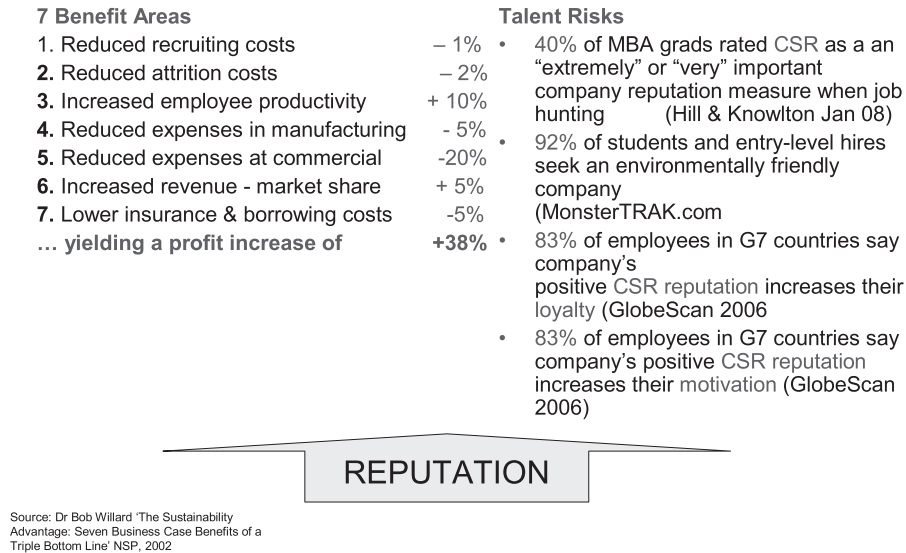 7 Benefit Areas
1. Reduced recruiting costs – 1%
2. Reduced attrition costs – 2%
3. Increased employee productivity + 10%
4. Reduced expenses in manufacturing - 5%
5. Reduced expenses at commercial -20%
6. Increased revenue - market share + 5%
7. Lower insurance & borrowing costs -5%
… yielding a profit increase of +38%
Talent Risks
• 40% of MBA grads rated CSR as a an
“extremely” or “very” important
company reputation measure when job
hunting (Hill & Knowlton Jan 08)
• 92% of students and entry-level hires
seek an environmentally friendly
company
(MonsterTRAK.com
• 83% of employees in G7 countries say
company’s
positive CSR reputation increases their
loyalty (GlobeScan 2006
• 83% of employees in G7 countries say
company’s positive CSR reputation
increases their motivation (GlobeScan
2006)
REPUTATION
Source: Dr Bob Willard ‘The Sustainability
Advantage: Seven Business Case Benefits of a
Triple Bottom Line’ NSP, 2002